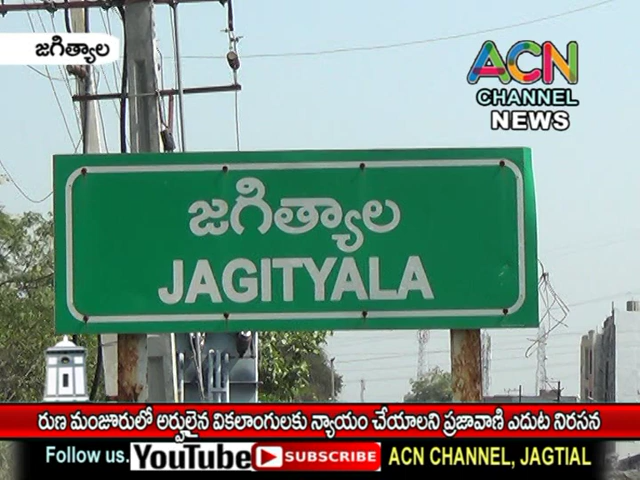 జగిత్యాల
ACN
CHANNEL
NEWS
జగిత్యాల
JAGITYALA
రుణ మంజూరులో అర్హులైన వికలాంగులకు న్యాయం చేయాలని ప్రజావాణి ఎదుట నిరసన
Follow us. YouTube SUBSCRIBE ACN CHANNEL, JAGTIAL